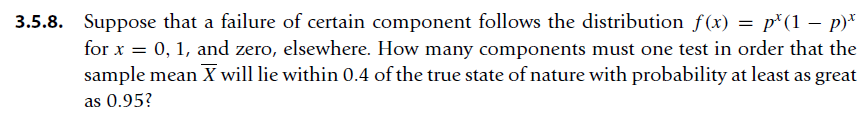 3.5.8. Suppose that a failure of certain component follows the distribution f(x) = pˣ(1 − p)ˣ
for x = 0, 1, and zero, elsewhere. How many components must one test in order that the
sample mean X̅ will lie within 0.4 of the true state of nature with probability at least as great
as 0.95?